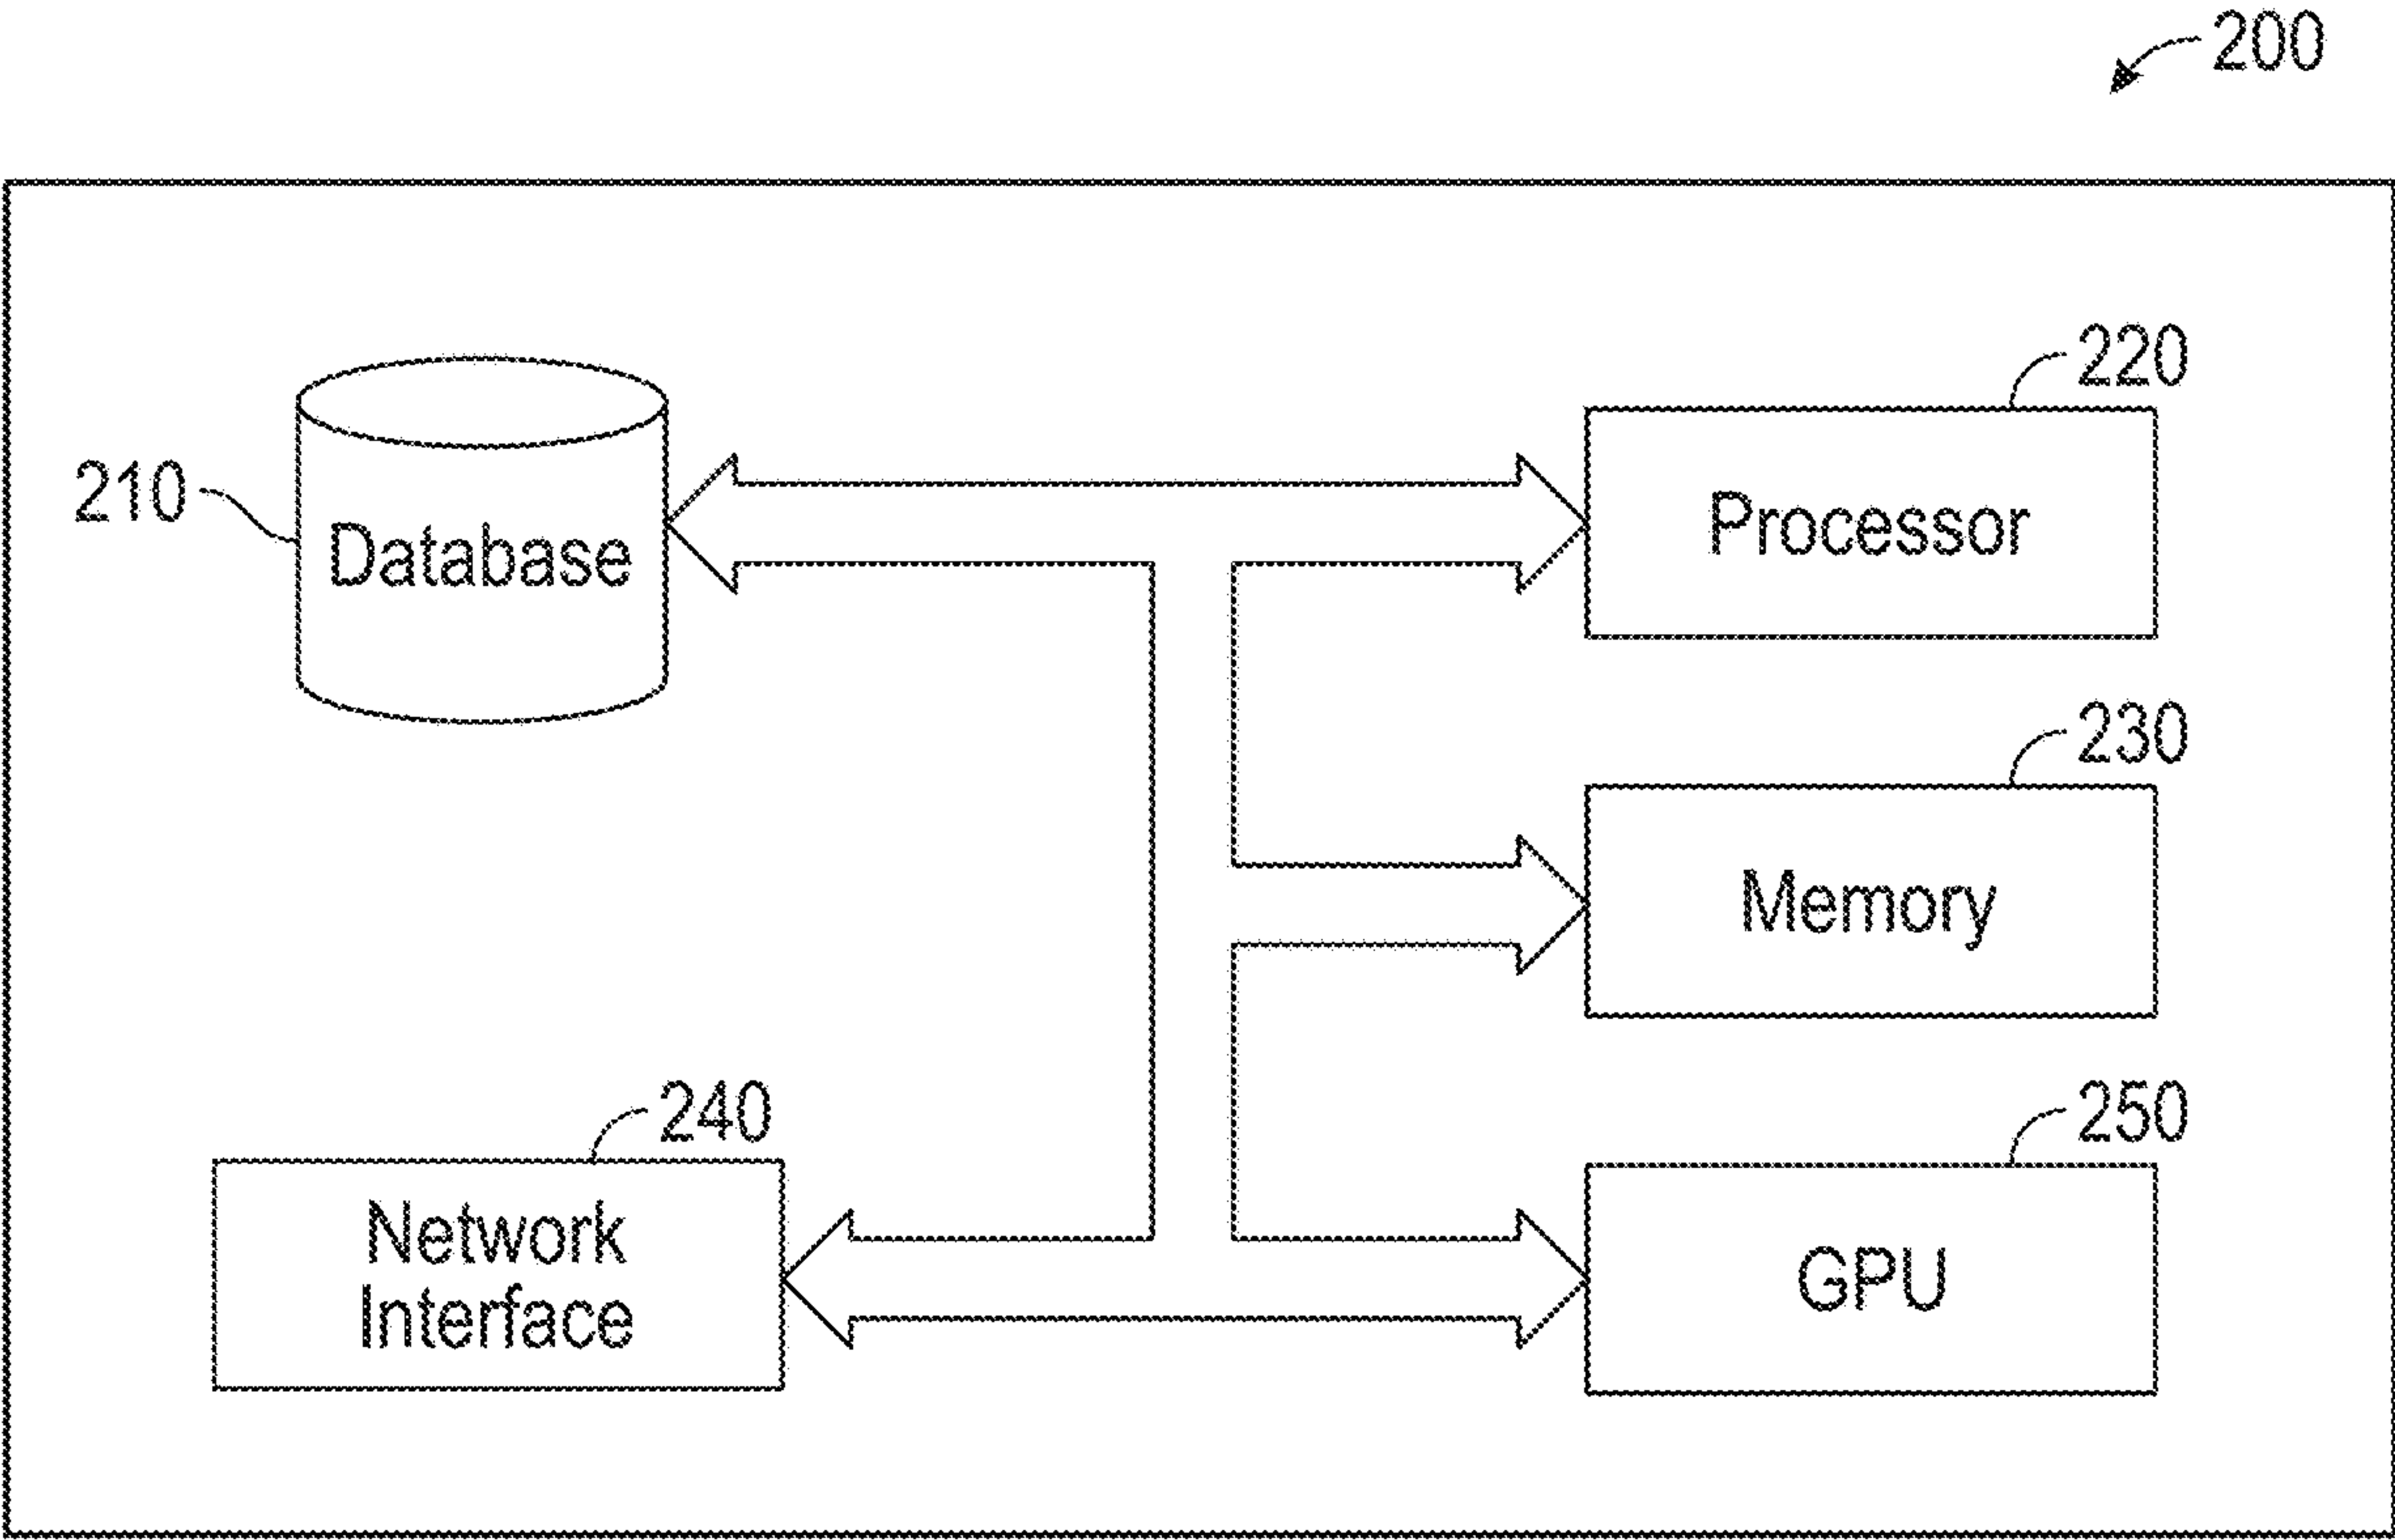 200
220
210
Database
Processor
230
Memory
240
250
Network
Interface
GPU